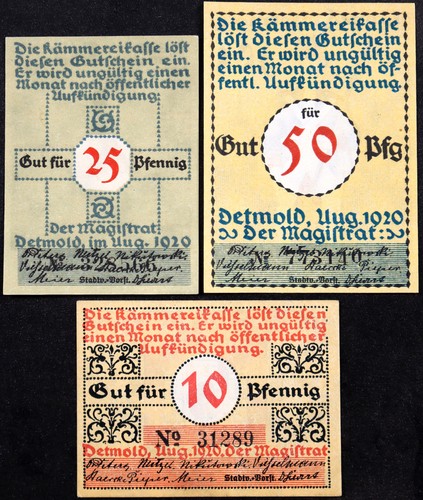 Die Kämmereikasse löst
diesen Gutschein ein.
Er wird ungültig einen
Monat nach öffentlicher
Aufkündigung.
Gut für 25 Pfennig
Der Magistrat
Detmold, im Aug. 1920
Meier Stadtv.-Vorst.
Die Kämmereikasse löst
diesen Gutschein
ein. Er wird ungültig
einen Monat nach öf=
fentl. Aufkündigung.
für
Gut 50 Pfg
Detmold, Aug. 1920
Der Magistrat
Meier Stadtv.-Vorst.
Die Kämmereikasse löst diesen
Gutschein ein. Er wird ungültig
einen Monat nach öffentlicher
Aufkündigung.
Gut für 10 Pfennig
No 31289
Detmold, Aug. 1920. Der Magistrat
Meier Stadtv.-Vorst.